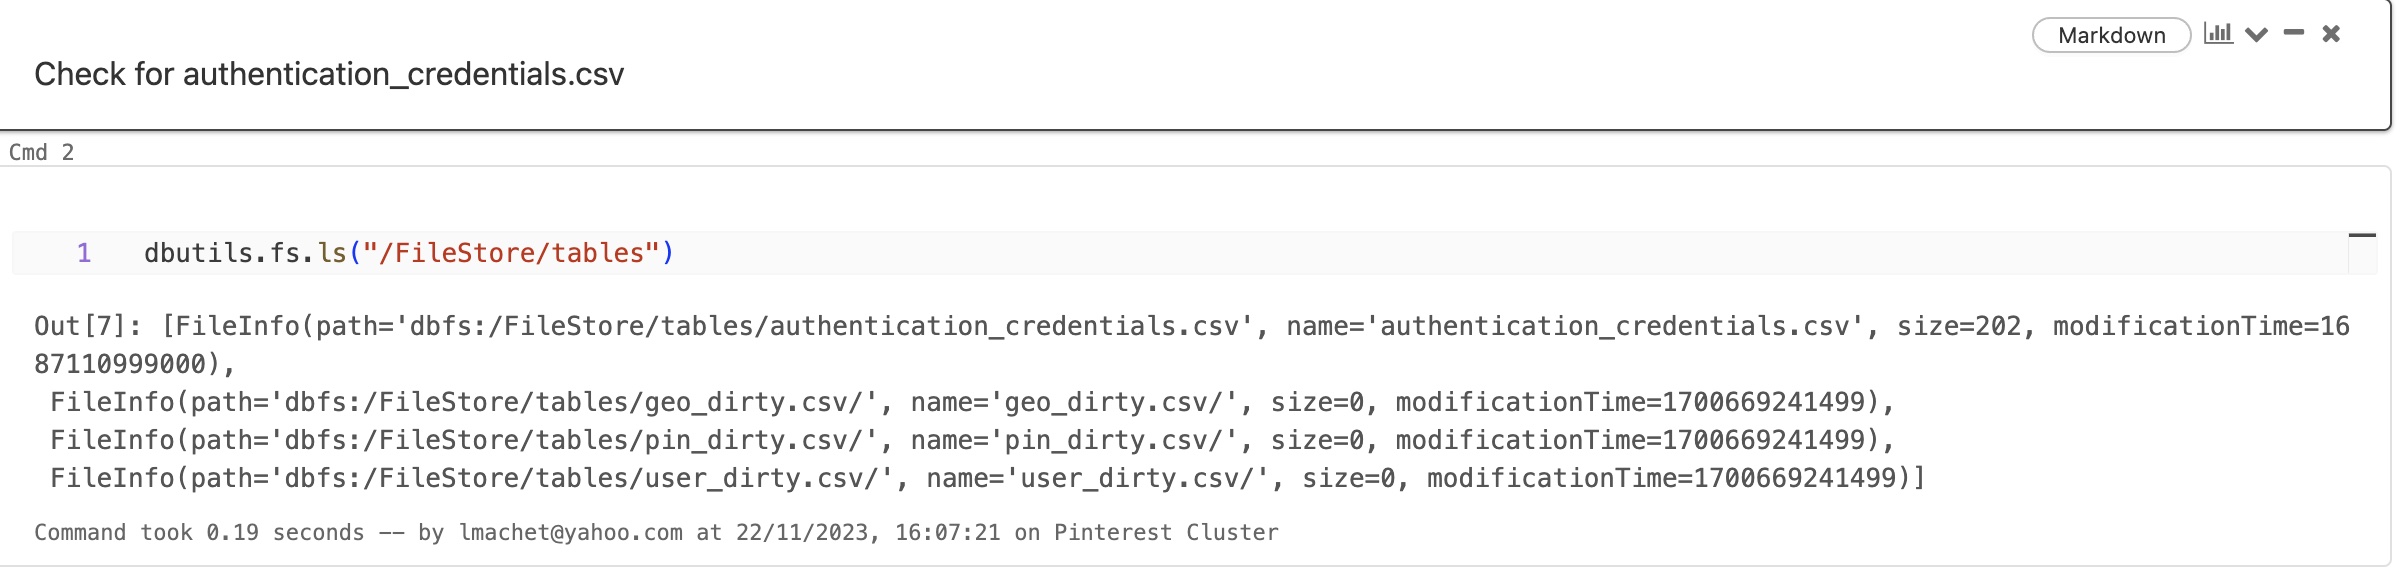 Markdown
Check for authentication_credentials.csv
Cmd 2
1 dbutils.fs.ls("/FileStore/tables")
Out[7]: [FileInfo(path='dbfs:/FileStore/tables/authentication_credentials.csv', name='authentication_credentials.csv', size=202, modificationTime=16
87110999000),
 FileInfo(path='dbfs:/FileStore/tables/geo_dirty.csv/', name='geo_dirty.csv/', size=0, modificationTime=1700669241499),
 FileInfo(path='dbfs:/FileStore/tables/pin_dirty.csv/', name='pin_dirty.csv/', size=0, modificationTime=1700669241499),
 FileInfo(path='dbfs:/FileStore/tables/user_dirty.csv/', name='user_dirty.csv/', size=0, modificationTime=1700669241499)]
Command took 0.19 seconds -- by lmachet@yahoo.com at 22/11/2023, 16:07:21 on Pinterest Cluster